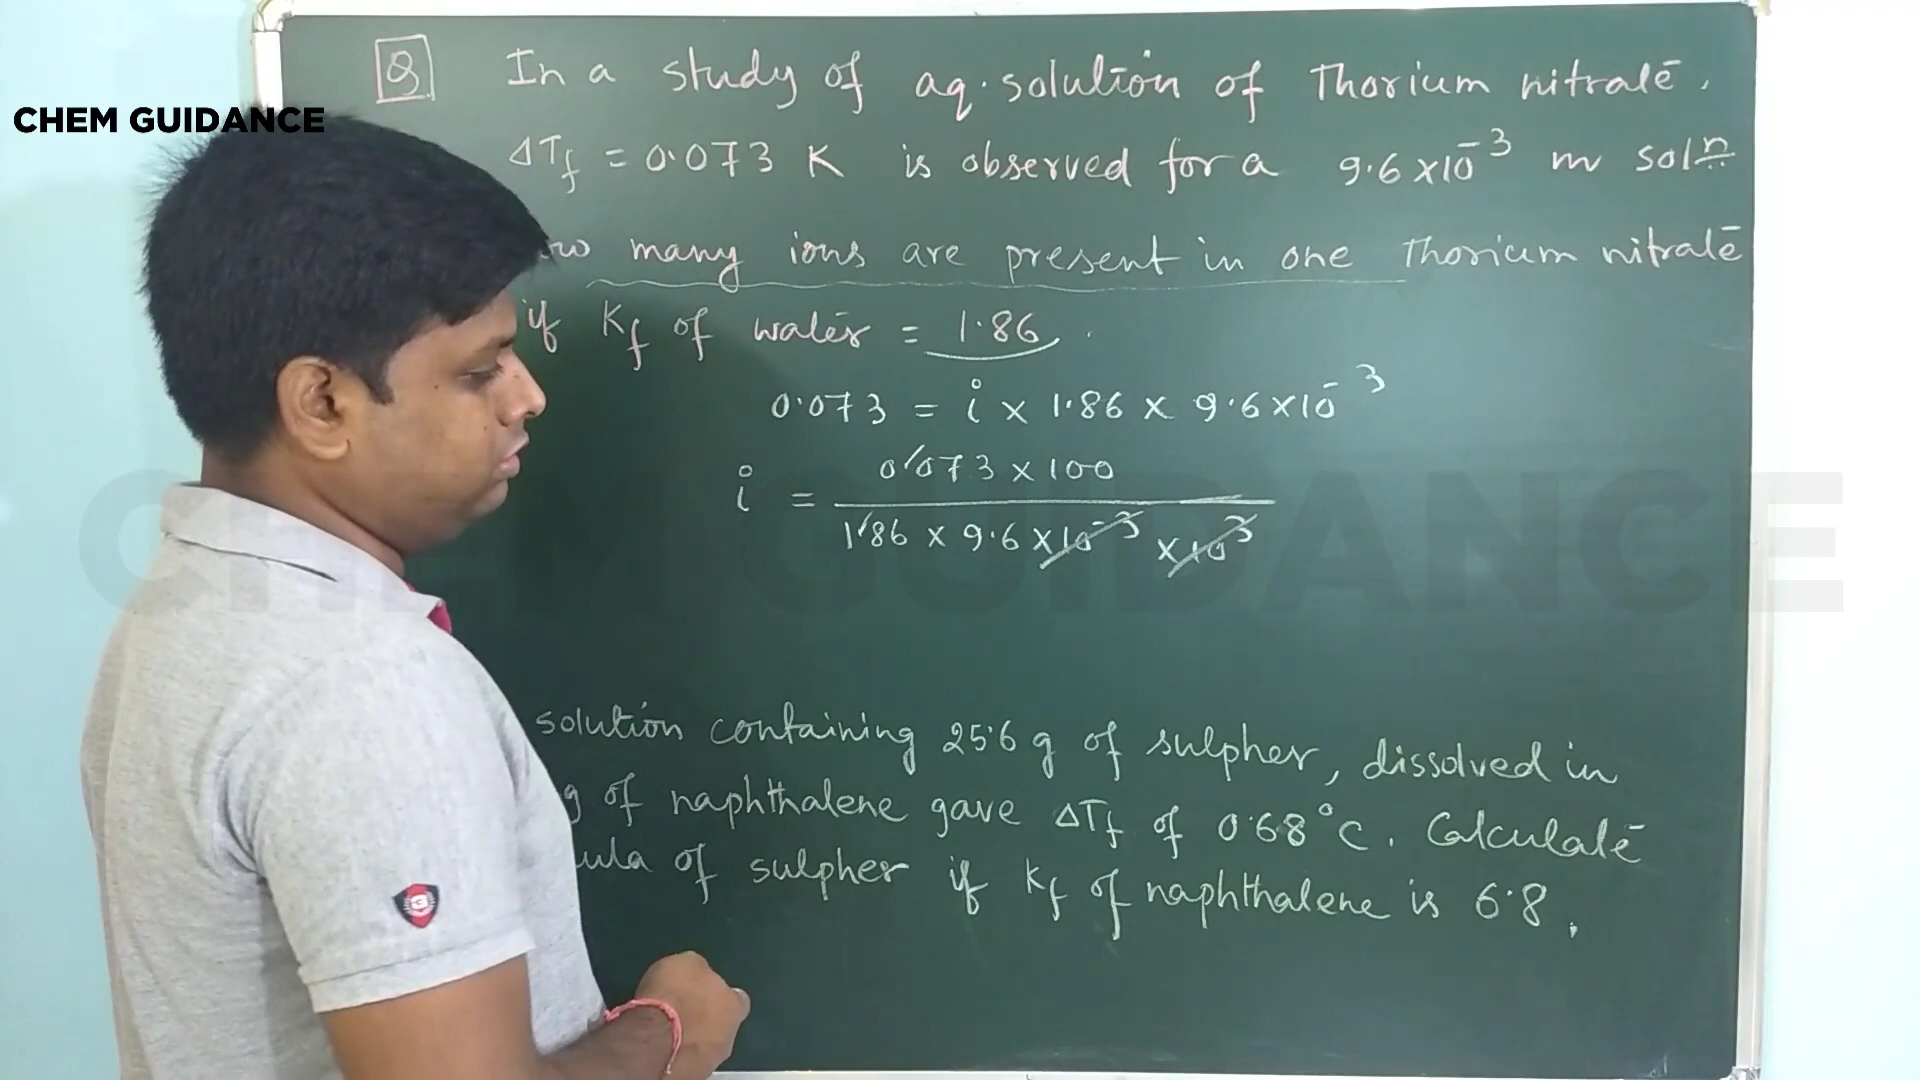 Q In a study of aq. solution of Thorium nitrate,
CHEM GUIDANCE
ΔTf = 0.073 K is observed for a 9.6 x 10⁻³ m solⁿ
many ions are present in one Thorium nitrate
if Kf of water = 1.86.
0.073 = i x 1.86 x 9.6 x 10⁻³
i = 0.073 x 100
1.86 x 9.6 x 10⁻³ x 10³
CHEM GUIDANCE
solution containing 25.6 g of sulpher, dissolved in
g of naphthalene gave ΔTf of 0.68°C. Calculate
of sulpher if Kf of naphthalene is 6.8.